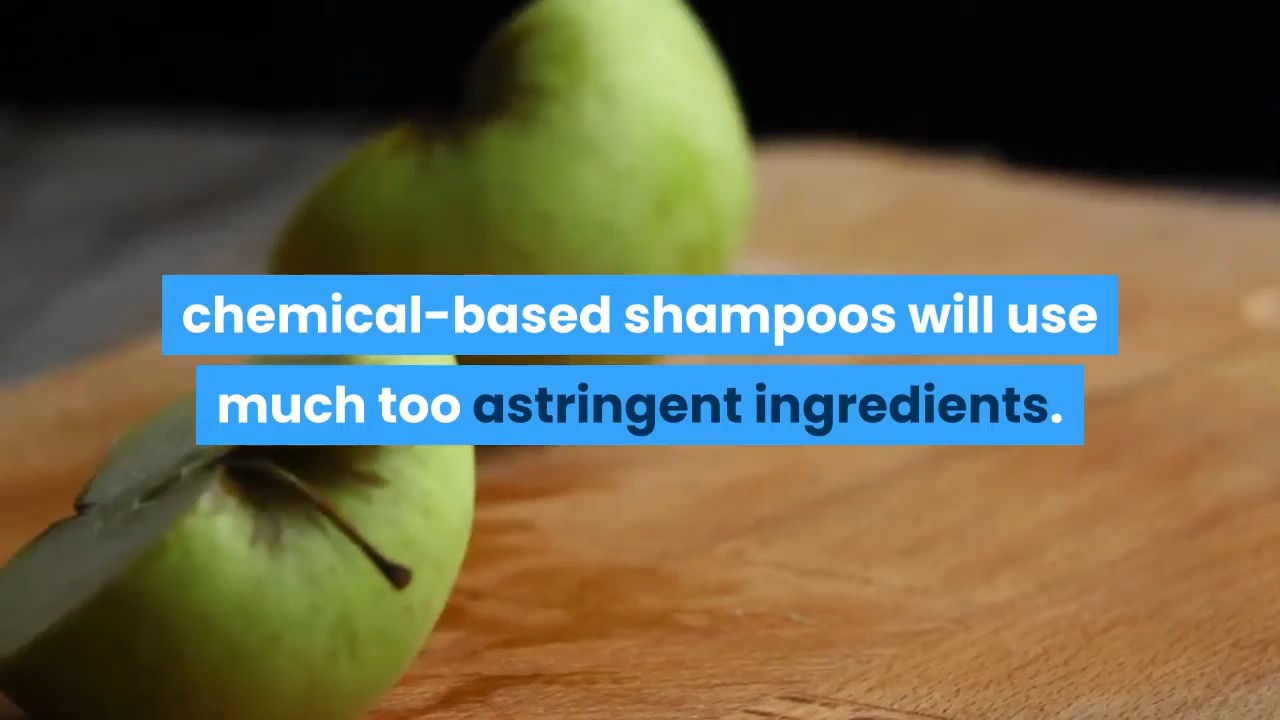 chemical-based shampoos will use
much too astringent ingredients.